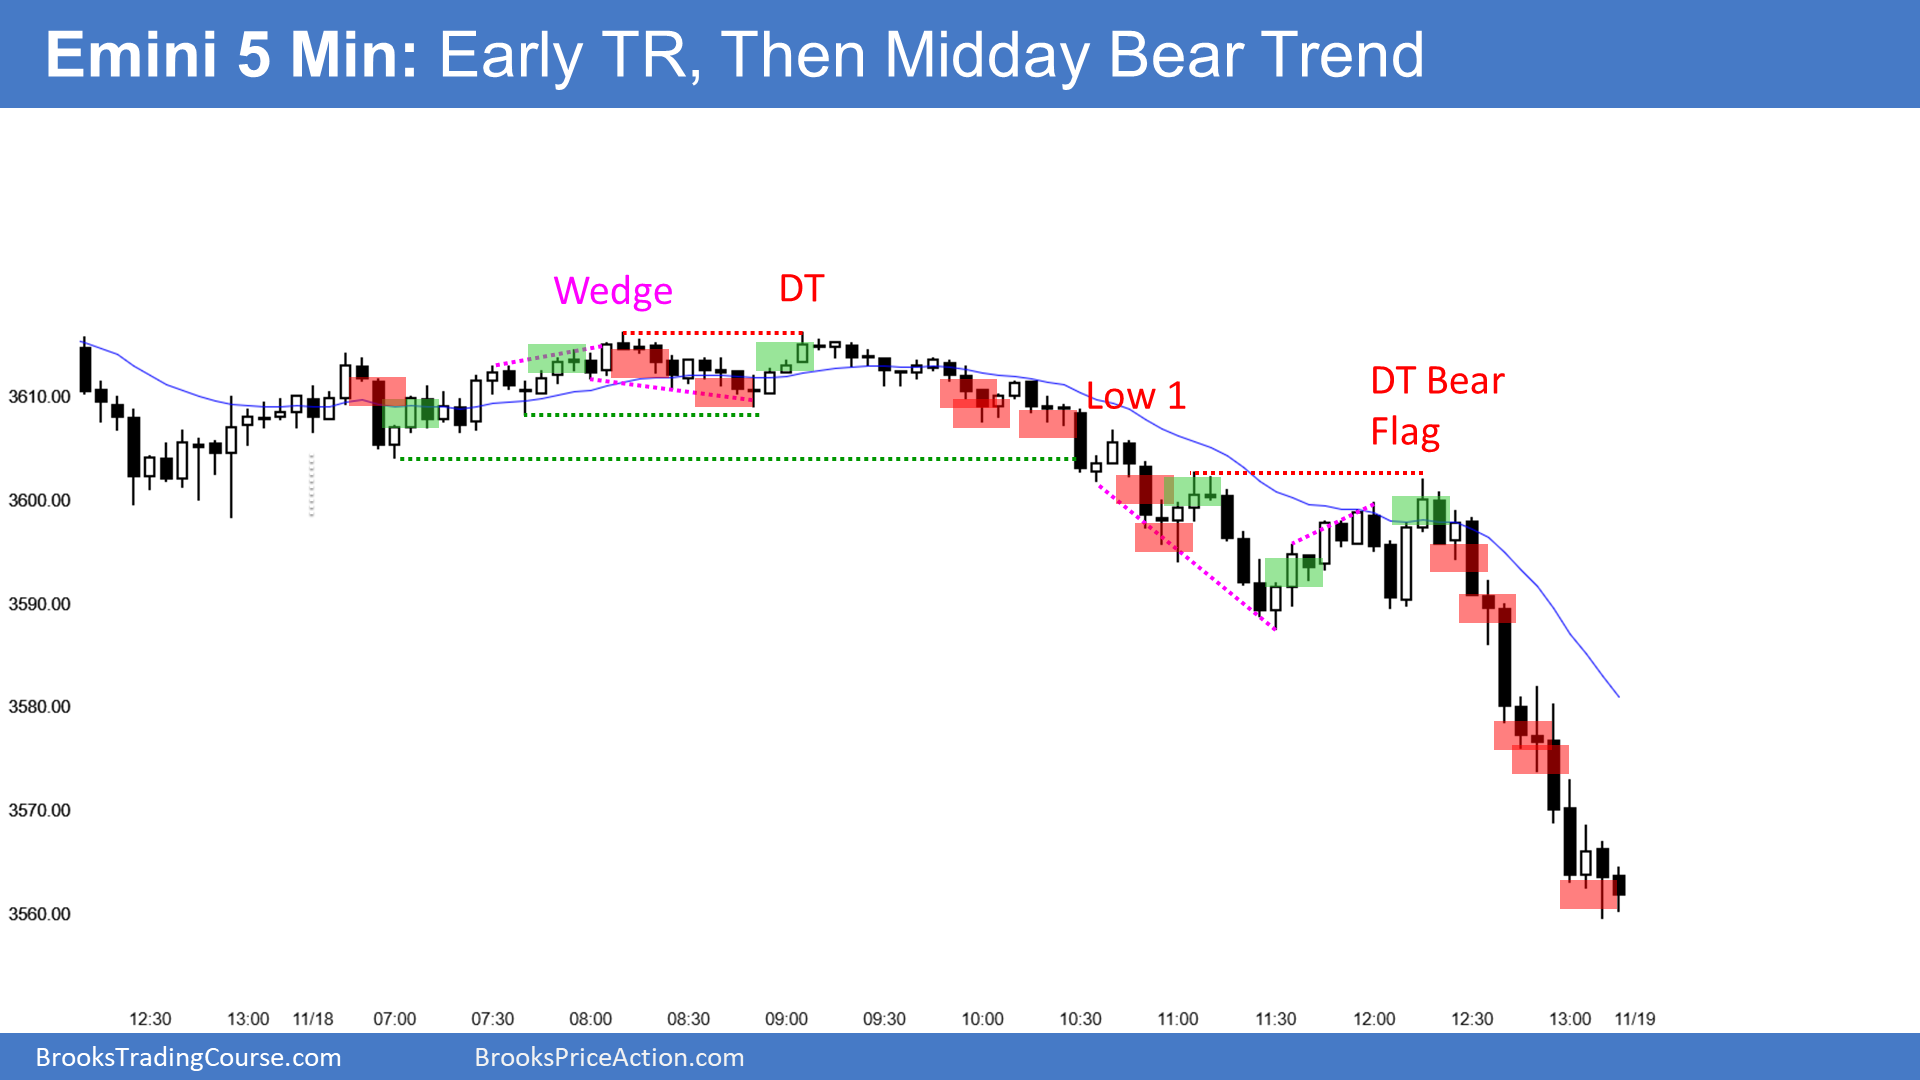 Emini 5 Min: Early TR, Then Midday Bear Trend
Wedge
DT
Low 1
DT Bear
Flag
3610.00
3600.00
3590.00
3580.00
3570.00
3560.00
12:30 13:00 11/18 07:00 07:30 08:00 08:30 09:00 09:30 10:00 10:30 11:00 11:30 12:00 12:30 13:00 11/19
BrooksTradingCourse.com BrooksPriceAction.com